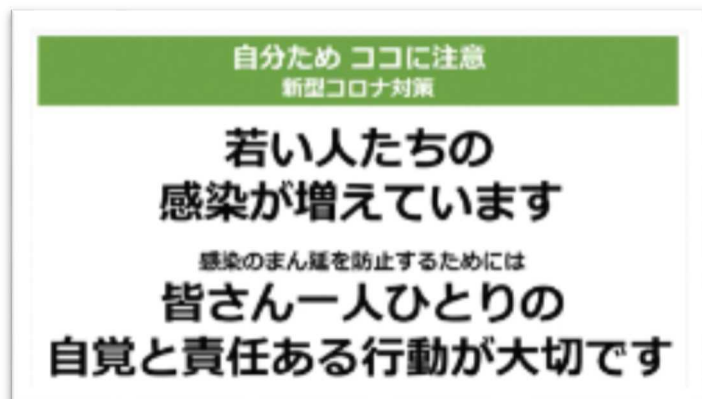 自分ため ココに注意
新型コロナ対策
若い人たちの
感染が増えています
感染のまん延を防止するためには
皆さん一人ひとりの
自覚と責任ある行動が大切です